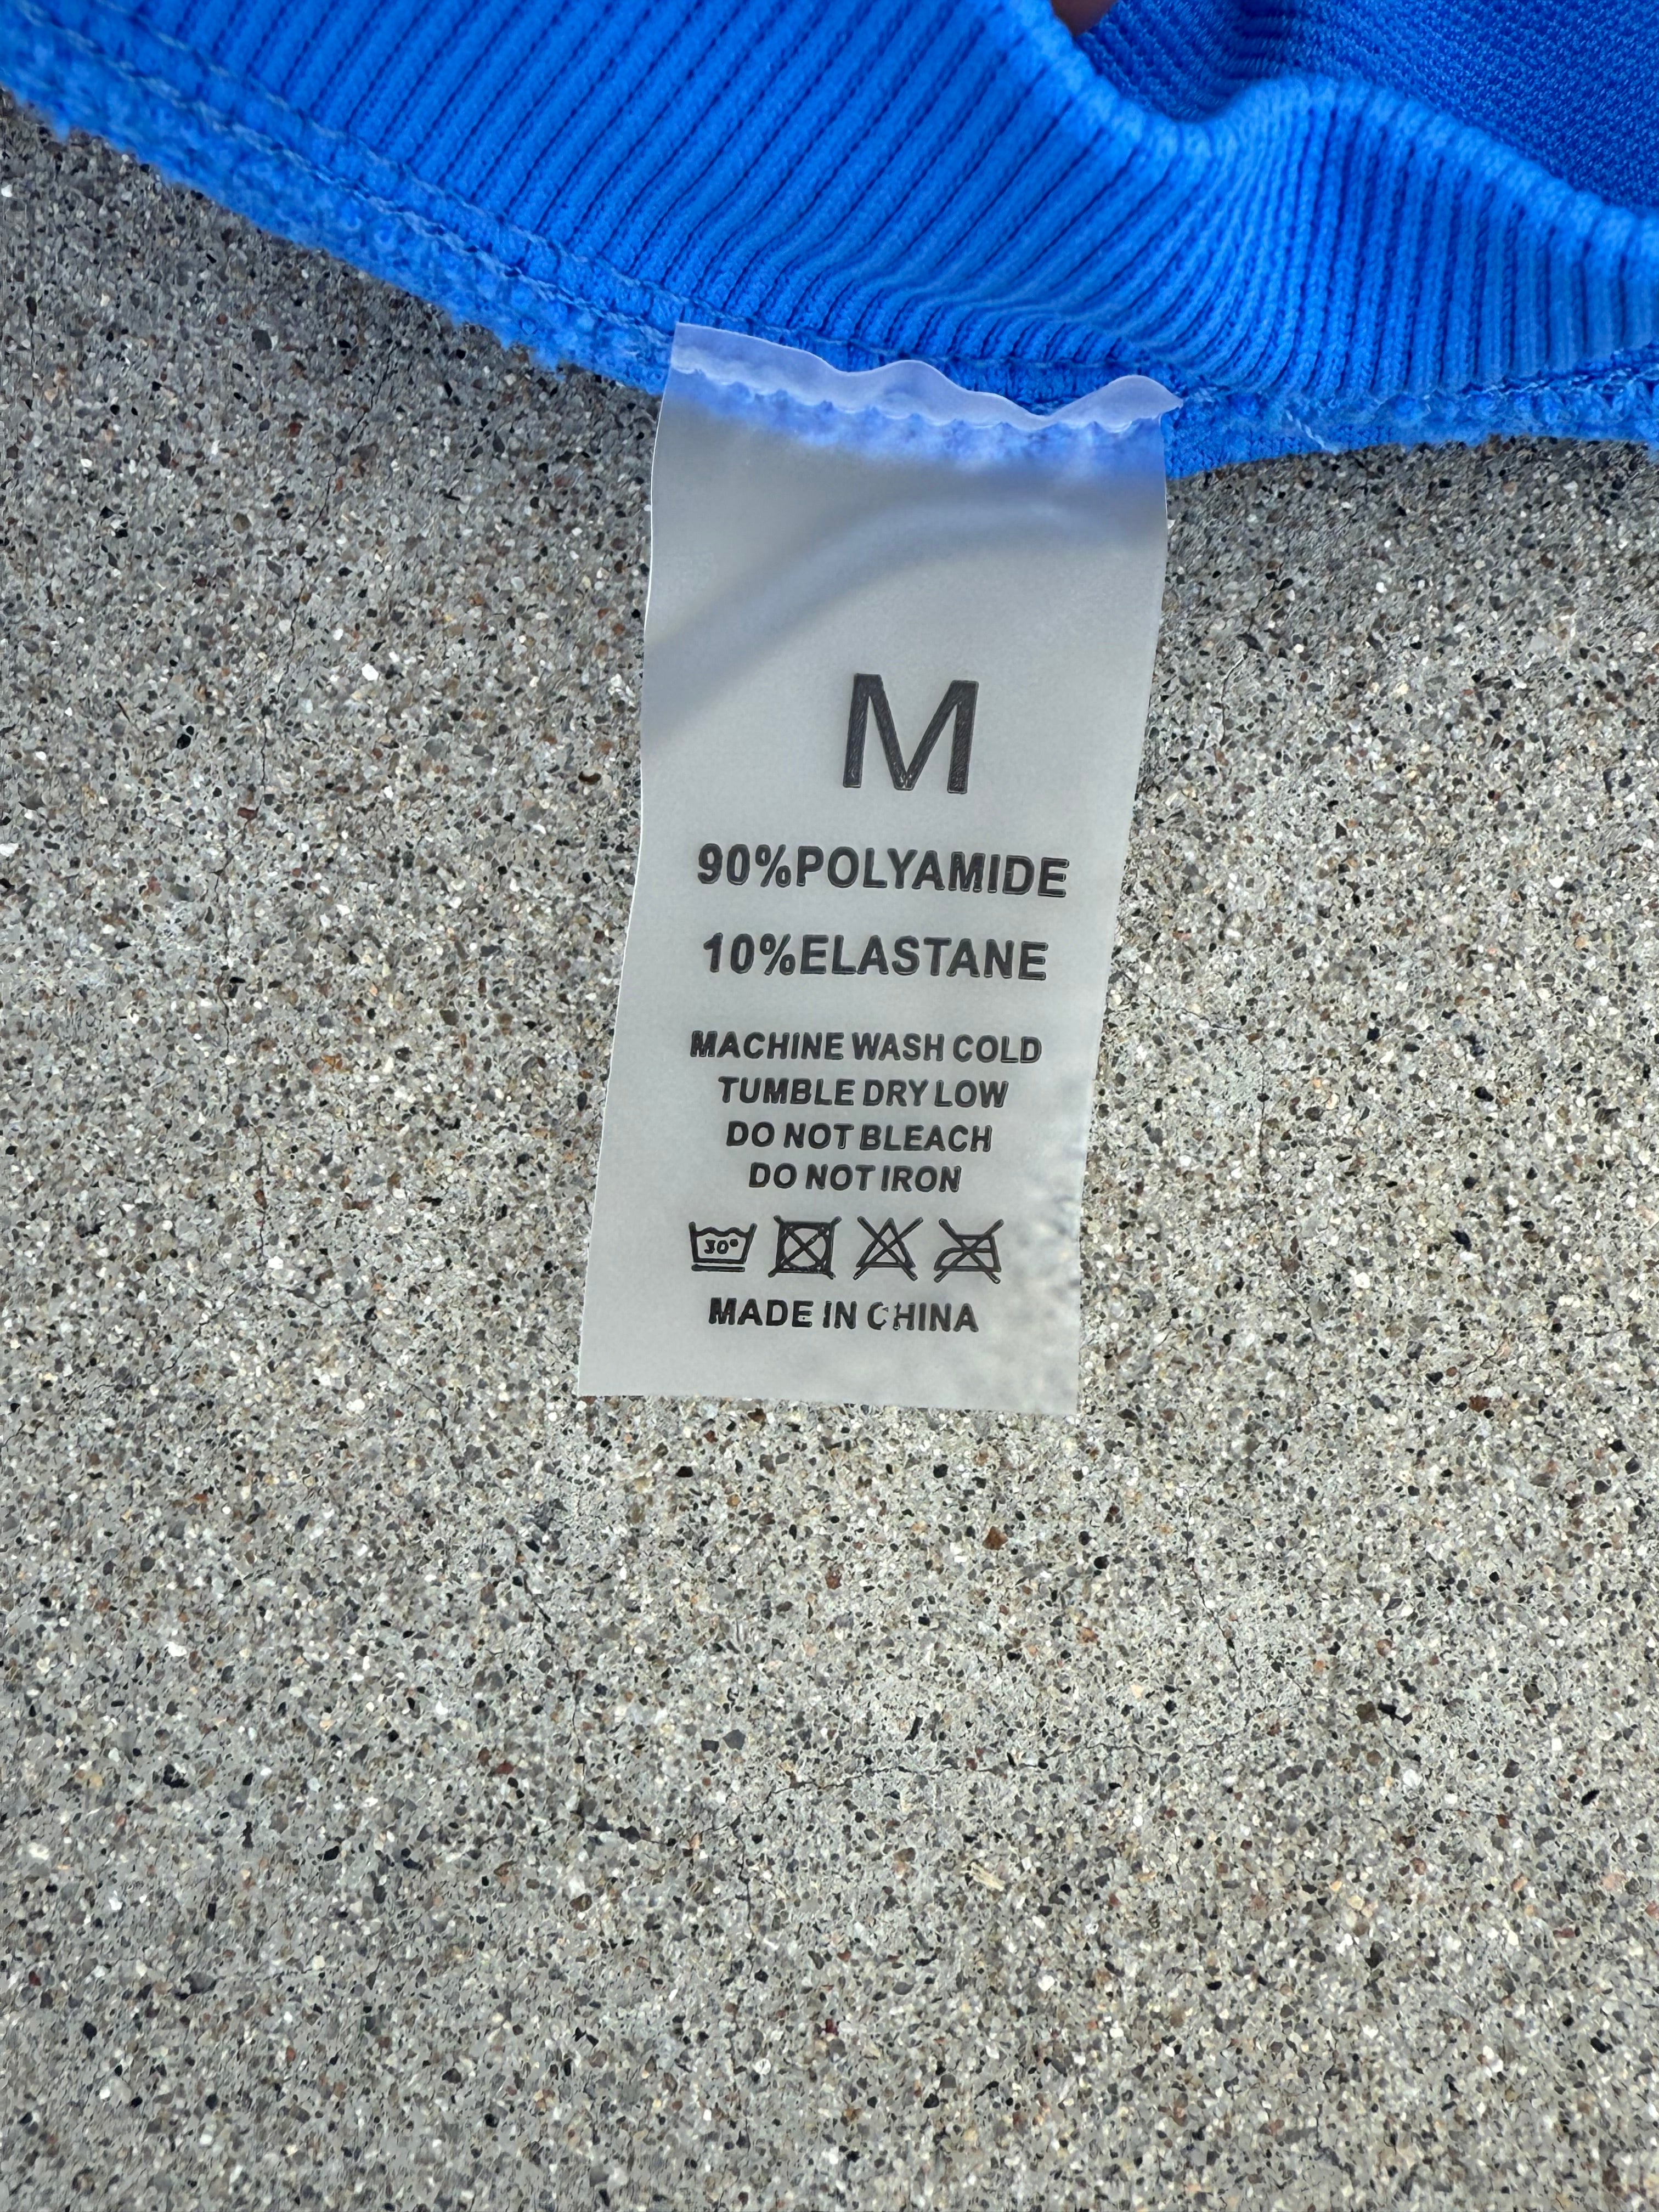 M
90%POLYAMIDE
10%ELASTANE
MACHINE WASH COLD
TUMBLE DRY LOW
DO NOT BLEACH
DO NOT IRON
30°
MADE IN CHINA